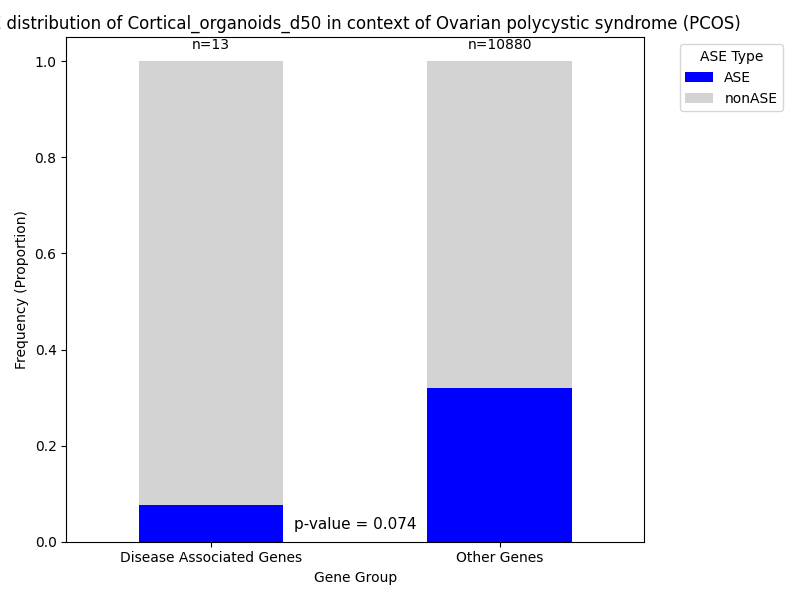 distribution of Cortical_organoids_d50 in context of Ovarian polycystic syndrome (PCOS)
n=13
n=10880
ASE Type
ASE
nonASE
1.0
0.8
0.6
0.4
0.2
0.0
Frequency (Proportion)
p-value = 0.074
Disease Associated Genes
Other Genes
Gene Group